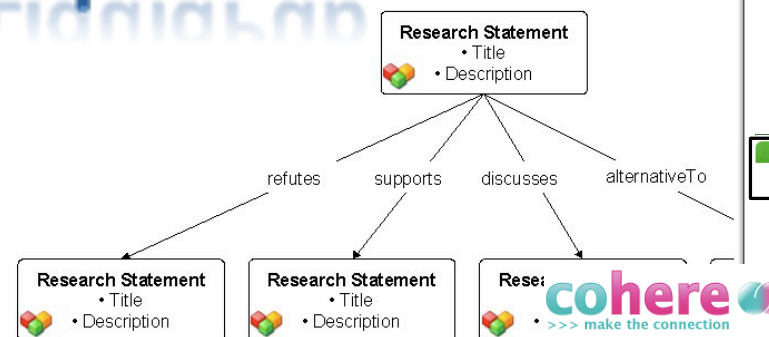 Research Statement
• Title
• Description
refutes
supports
discusses
alternativeTo
Research Statement
• Title
• Description
Research Statement
• Title
• Description
Resea
•
cohere
>>> make the connection